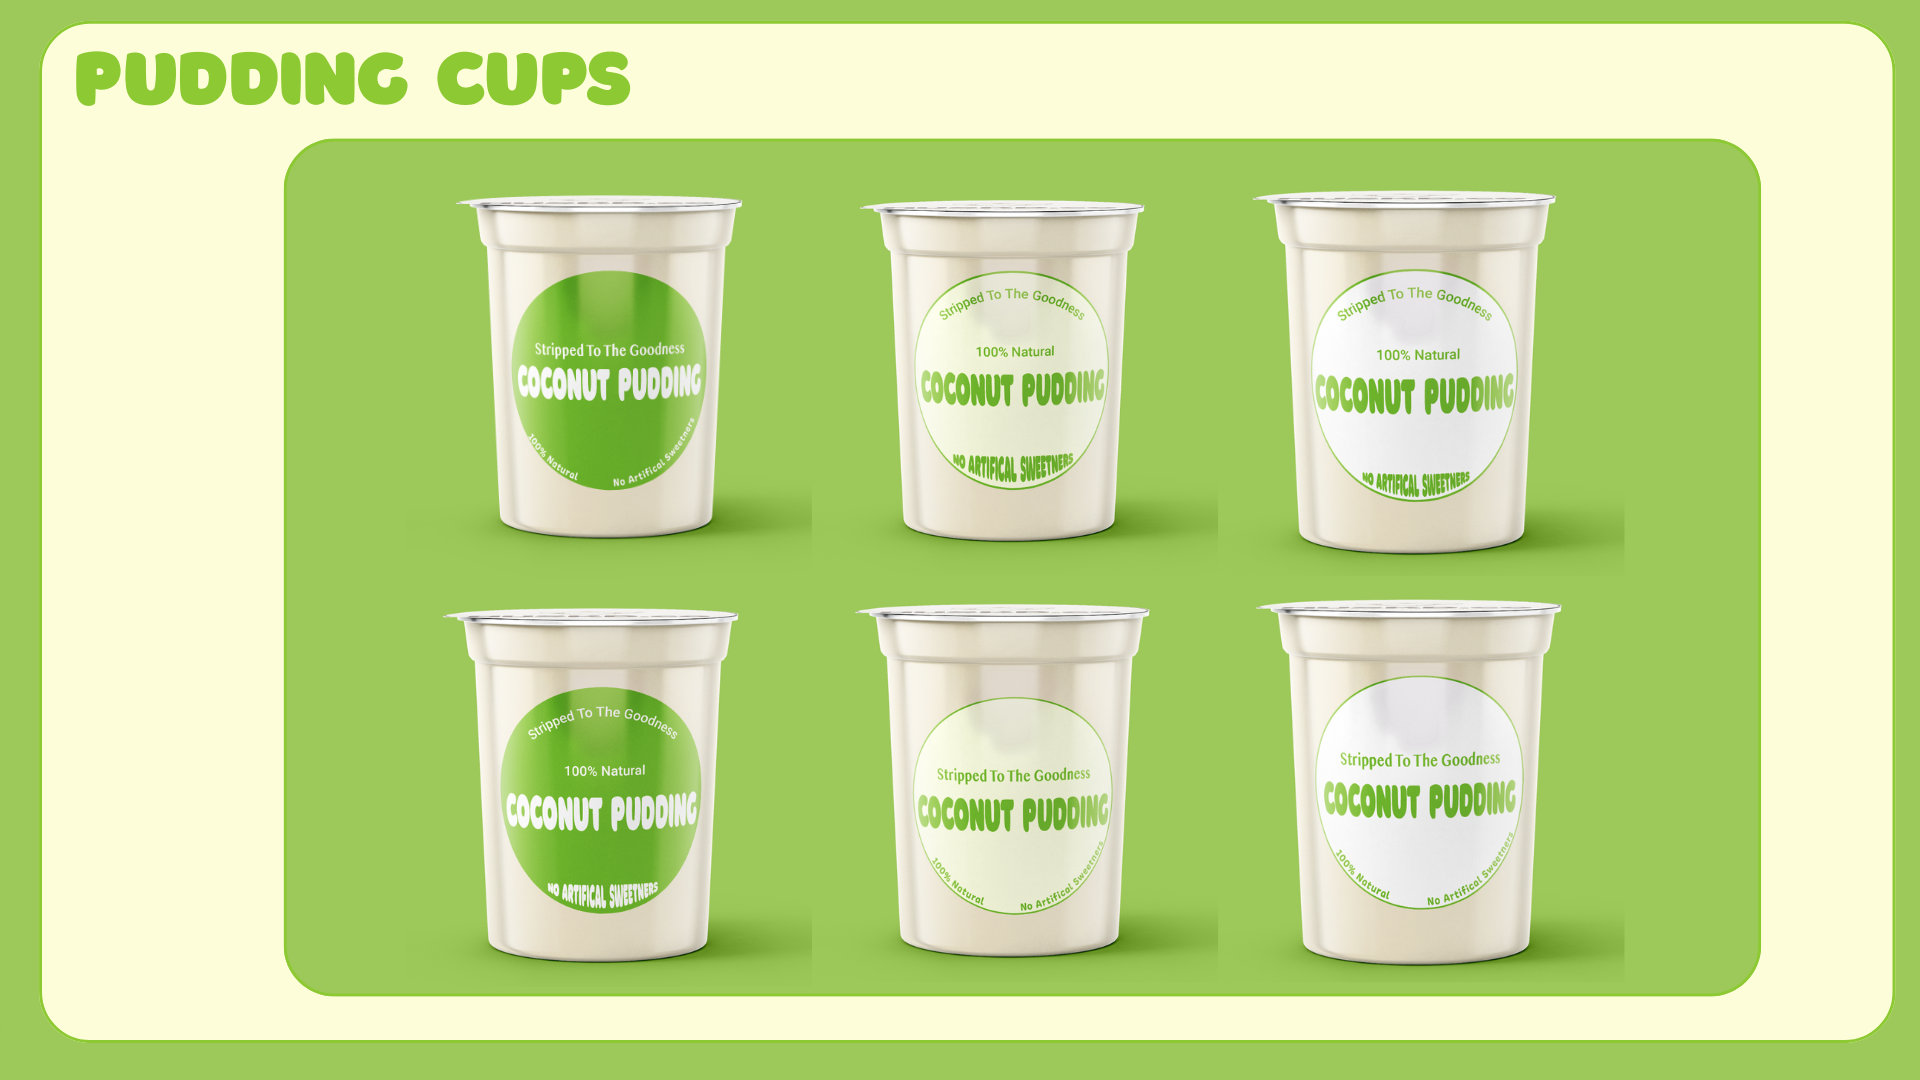 PUDDING CUPS
Stripped To The Goodness
COCONUT PUDDING
100% Natural
No Artifical Sweetners
Stripped To The Goodness
100% Natural
COCONUT PUDDING
NO ARTIFICAL SWEETNERS
Stripped To The Goodness
100% Natural
COCONUT PUDDING
NO ARTIFICAL SWEETNERS
Stripped To The Goodness
100% Natural
COCONUT PUDDING
NO ARTIFICAL SWEETNERS
Stripped To The Goodness
COCONUT PUDDING
100% Natural
No Artifical Sweetners
Stripped To The Goodness
COCONUT PUDDING
100% Natural
No Artifical Sweetners